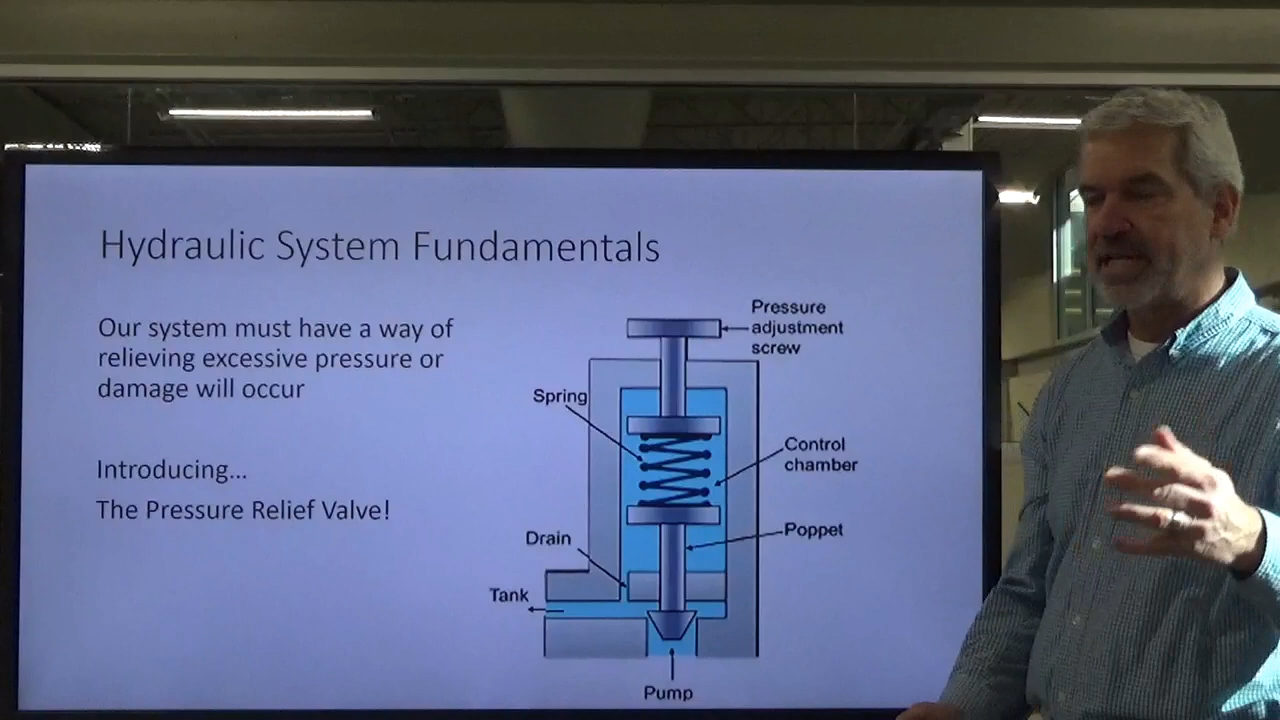 Hydraulic System Fundamentals
Our system must have a way of
relieving excessive pressure or
damage will occur
Introducing...
The Pressure Relief Valve!
Pressure
adjustment
screw
Spring
Control
chamber
Poppet
Drain
Tank
Pump